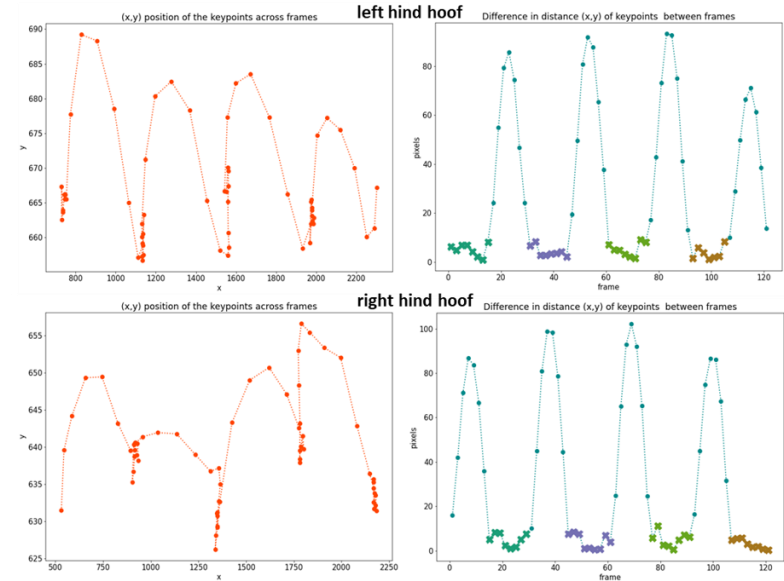 left hind hoof
(x,y) position of the keypoints across frames
Difference in distance (x,y) of keypoints between frames
690
685
680
675
670
665
660
y
800 1000 1200 1400 1600 1800 2000 2200
x
80
60
40
20
0
pixels
0 20 40 60 80 100 120
frame
right hind hoof
(x,y) position of the keypoints across frames
Difference in distance (x,y) of keypoints between frames
655
650
645
640
635
630
625
y
500 750 1000 1250 1500 1750 2000 2250
x
100
80
60
40
20
0
pixels
0 20 40 60 80 100 120
frame